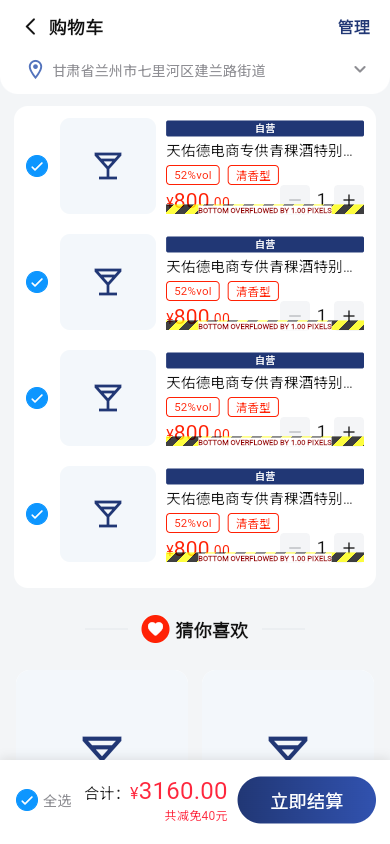 购物车 管理
甘肃省兰州市七里河区建兰路街道
自营
天佑德电商专供青稞酒特别...
52%vol 清香型
¥800.00 1
BOTTOM OVERFLOWED BY 1.00 PIXELS
自营
天佑德电商专供青稞酒特别...
52%vol 清香型
¥800.00 1
BOTTOM OVERFLOWED BY 1.00 PIXELS
自营
天佑德电商专供青稞酒特别...
52%vol 清香型
¥800.00 1
BOTTOM OVERFLOWED BY 1.00 PIXELS
自营
天佑德电商专供青稞酒特别...
52%vol 清香型
¥800.00 1
BOTTOM OVERFLOWED BY 1.00 PIXELS
猜你喜欢
全选 合计：¥3160.00 立即结算
共减免40元